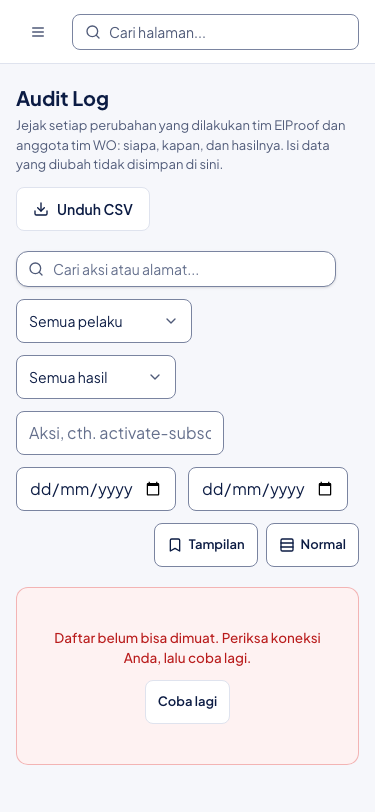 Cari halaman...
Audit Log
Jejak setiap perubahan yang dilakukan tim ElProof dan
anggota tim WO: siapa, kapan, dan hasilnya. Isi data
yang diubah tidak disimpan di sini.
Unduh CSV
Cari aksi atau alamat...
Semua pelaku
Semua hasil
Aksi, cth. activate-subsc
dd/mm/yyyy dd/mm/yyyy
Tampilan Normal
Daftar belum bisa dimuat. Periksa koneksi
Anda, lalu coba lagi.
Coba lagi